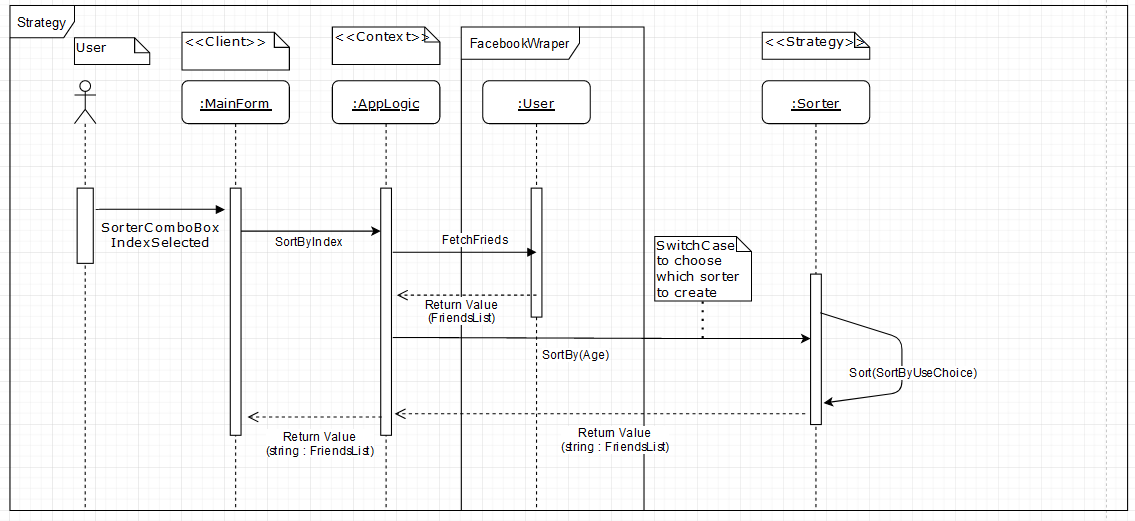 Strategy
User
<<Client>>
<<Context>>
FacebookWraper
<<Strategy>>
:MainForm
:AppLogic
:User
:Sorter
SorterComboBox
IndexSelected
SortByIndex
FetchFrieds
SwitchCase
to choose
which sorter
to create
Return Value
(FriendsList)
SortBy(Age)
Sort(SortByUseChoice)
Return Value
(string : FriendsList)
Return Value
(string : FriendsList)